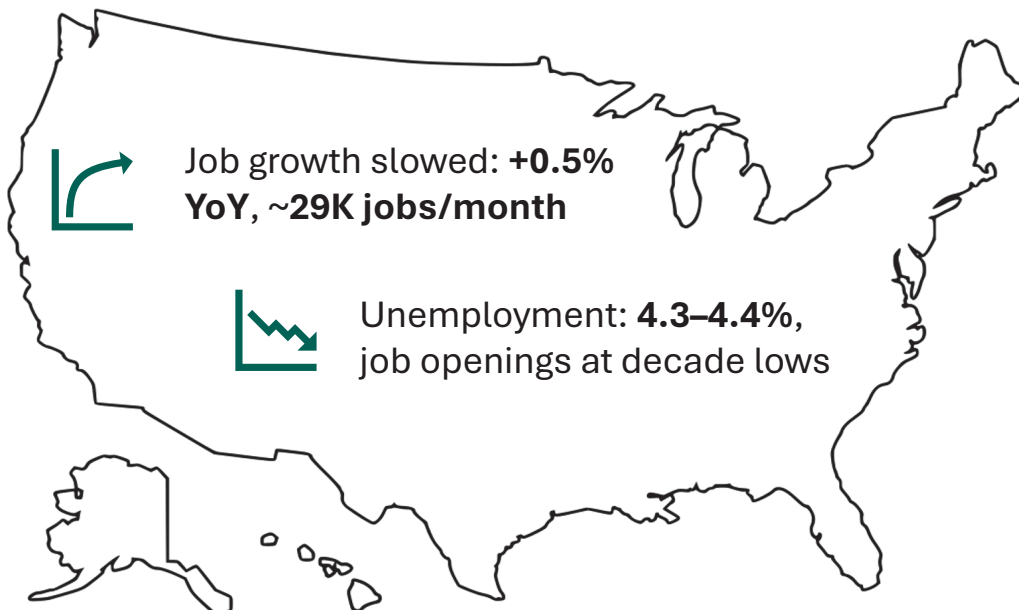 Job growth slowed: +0.5%
YoY, ~29K jobs/month
Unemployment: 4.3–4.4%,
job openings at decade lows